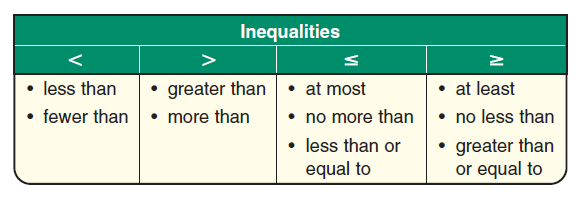 Inequalities
< > ≤ ≥
• less than • greater than • at most • at least
• fewer than • more than • no more than • no less than
• less than or • greater than
equal to or equal to